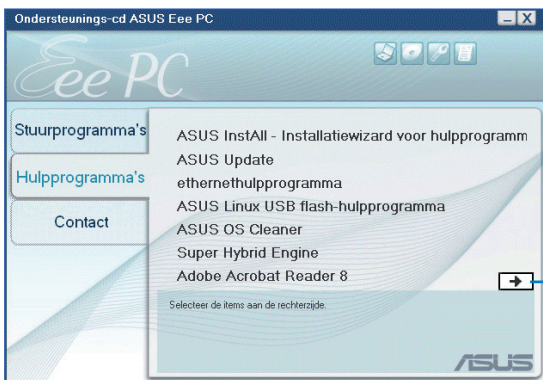 Ondersteunings-cd ASUS Eee PC
Eee PC
Stuurprogramma's
Hulpprogramma's
Contact
ASUS InstAll - Installatiewizard voor hulpprogramm
ASUS Update
ethernethulpprogramma
ASUS Linux USB flash-hulpprogramma
ASUS OS Cleaner
Super Hybrid Engine
Adobe Acrobat Reader 8
Selecteer de items aan de rechterzijde.
ASUS